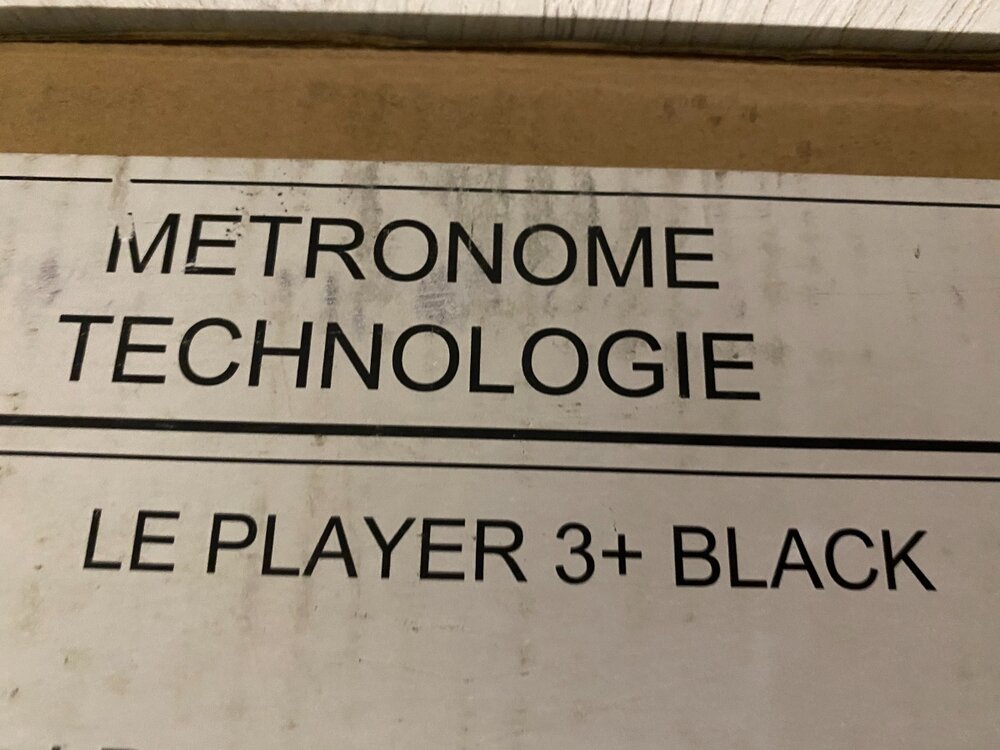 METRONOME
TECHNOLOGIE
LE PLAYER 3+ BLACK